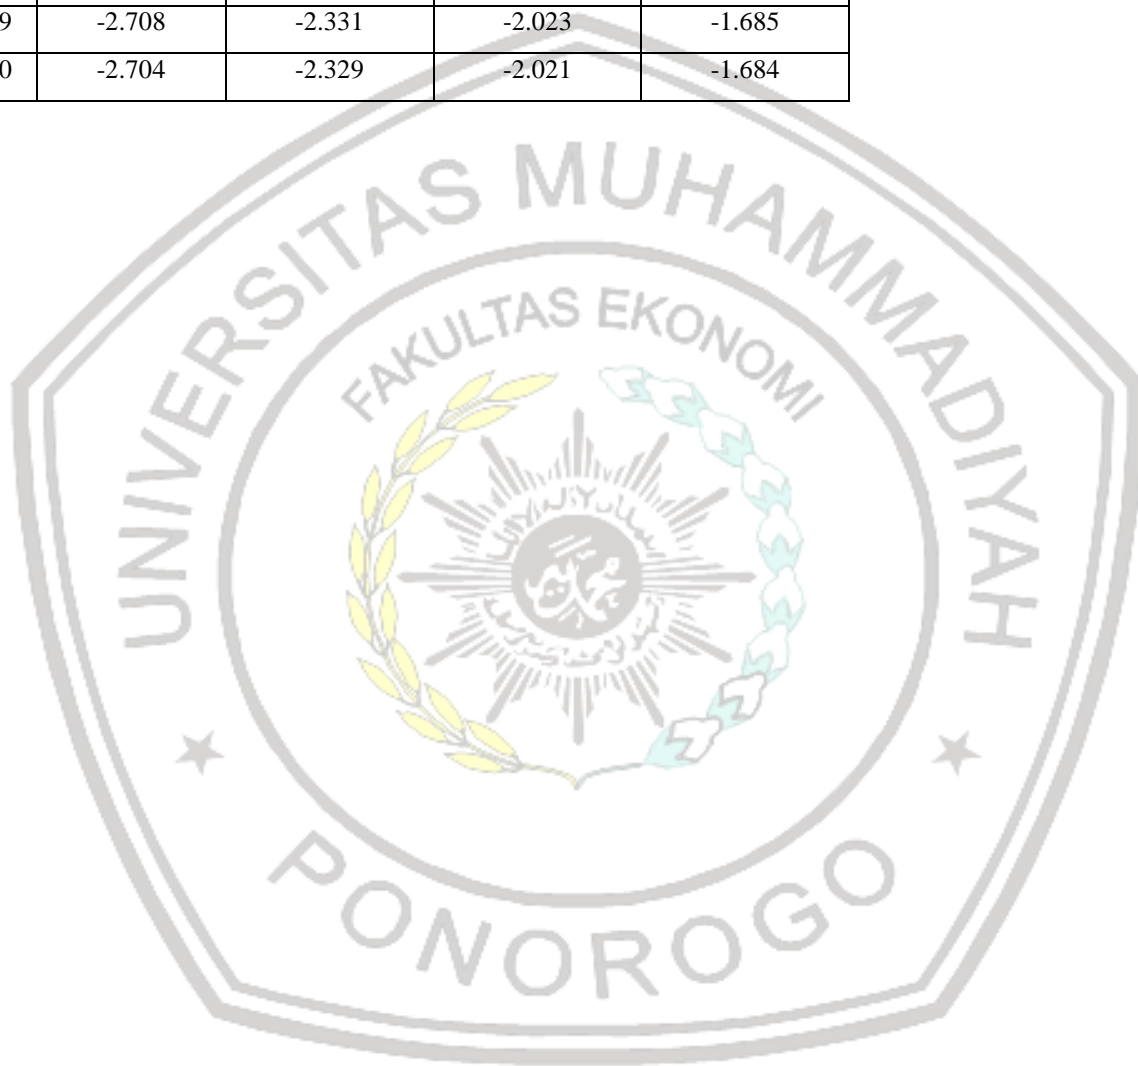 9 -2.708 -2.331 -2.023 -1.685
0 -2.704 -2.329 -2.021 -1.684
UNIVERSITAS MUHAMMADIYAH
FAKULTAS EKONOMI
PONOROGO